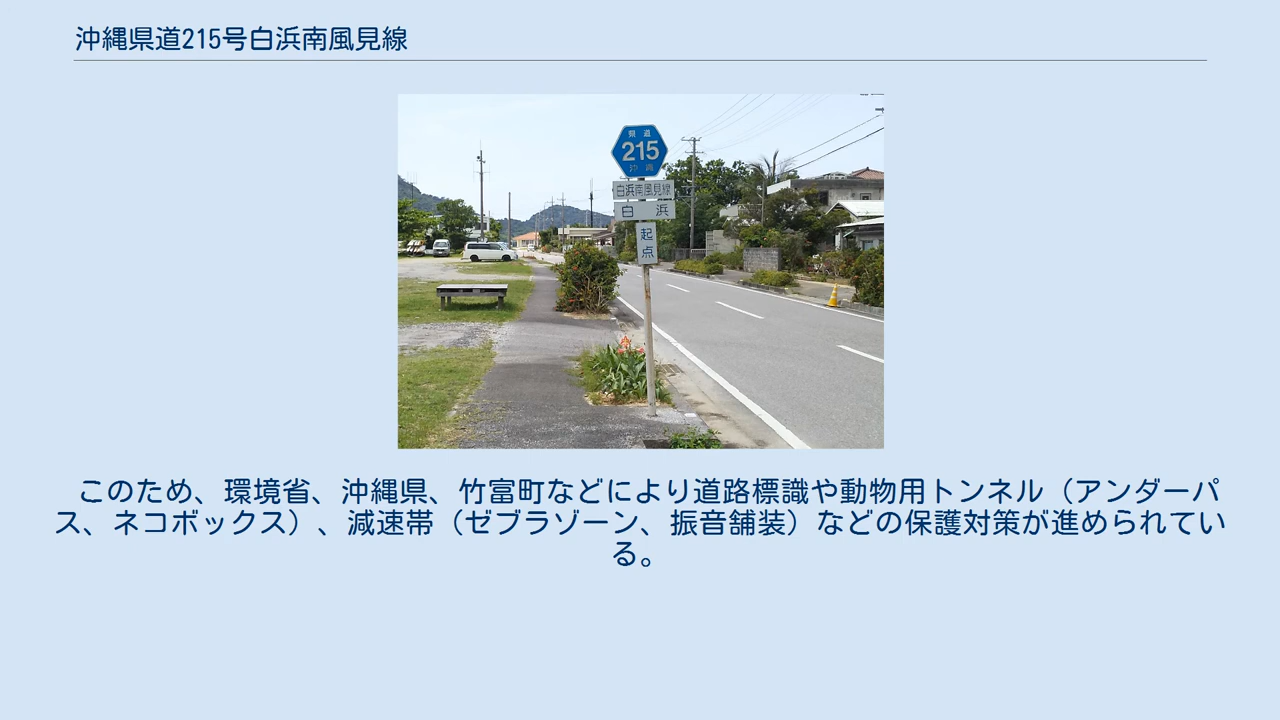 沖縄県道215号白浜南風見線
県道
215
沖縄
白浜南風見線
白浜
起点
このため、環境省、沖縄県、竹富町などにより道路標識や動物用トンネル（アンダーパ
ス、ネコボックス）、減速帯（ゼブラゾーン、振音舗装）などの保護対策が進められてい
る。